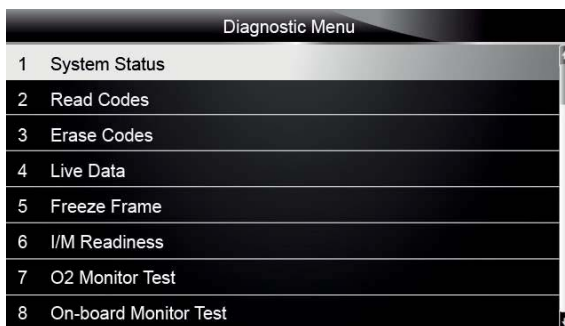 Diagnostic Menu
1 System Status
2 Read Codes
3 Erase Codes
4 Live Data
5 Freeze Frame
6 I/M Readiness
7 O2 Monitor Test
8 On-board Monitor Test